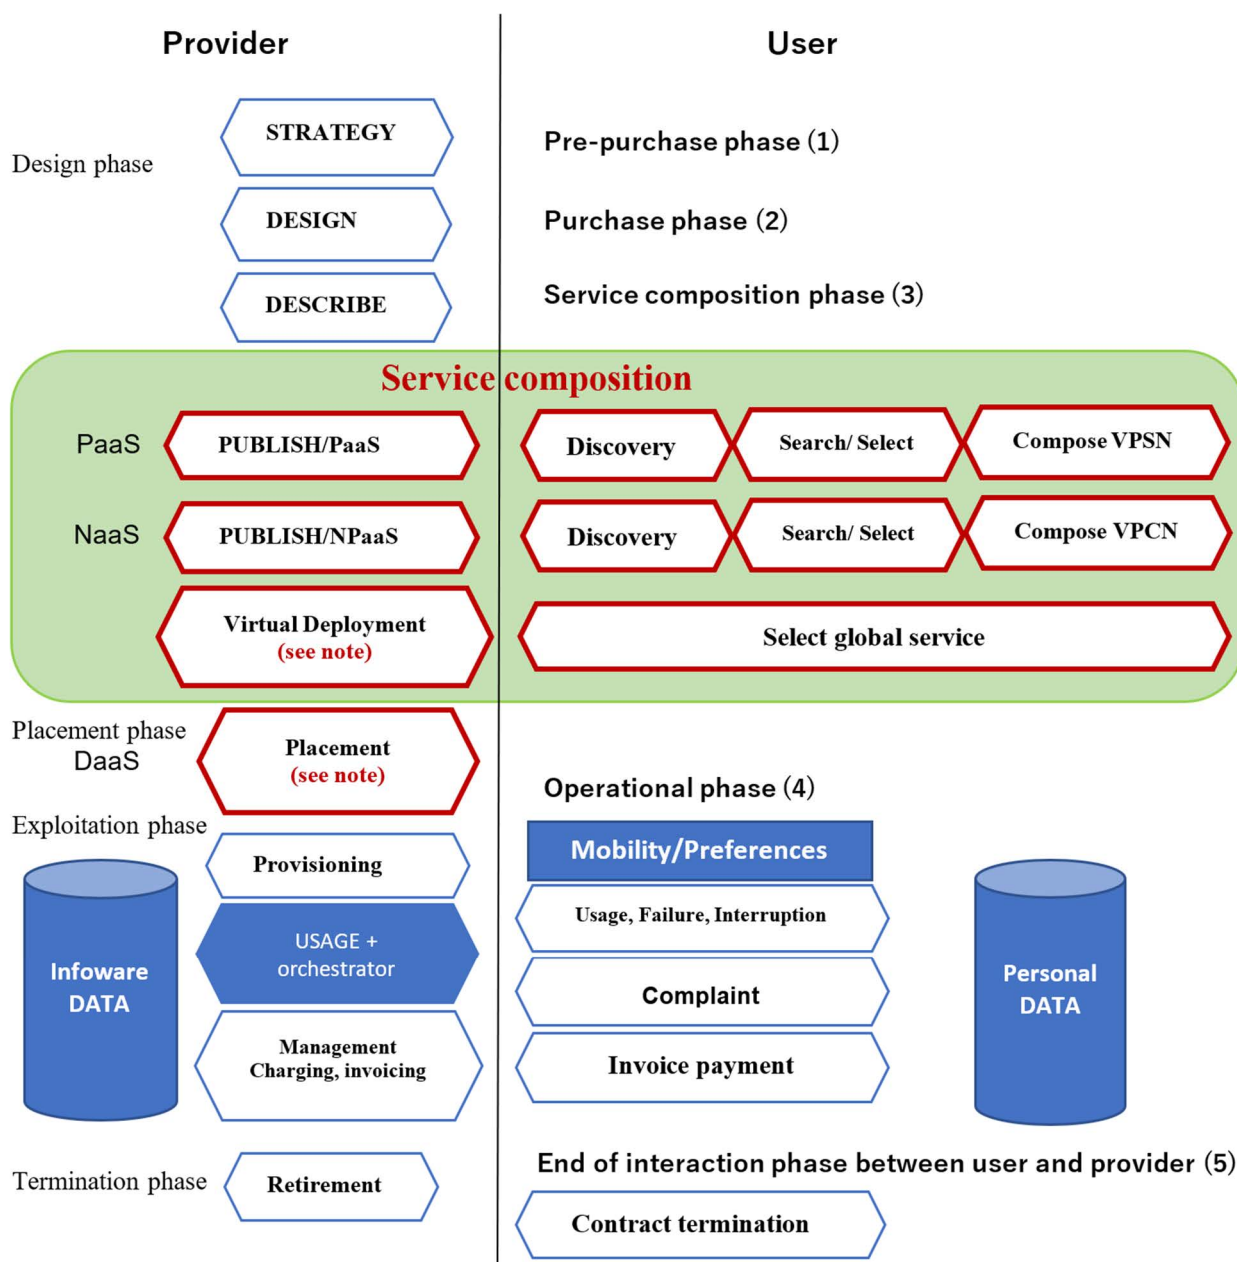 Provider
User
Design phase
STRATEGY
Pre-purchase phase (1)
DESIGN
Purchase phase (2)
DESCRIBE
Service composition phase (3)
Service composition
PaaS
PUBLISH/PaaS
Discovery
Search/ Select
Compose VPSN
NaaS
PUBLISH/NPaaS
Discovery
Search/ Select
Compose VPCN
Virtual Deployment
(see note)
Select global service
Placement phase
DaaS
Placement
(see note)
Operational phase (4)
Exploitation phase
Provisioning
Mobility/Preferences
Usage, Failure, Interruption
USAGE +
orchestrator
Infoware
DATA
Complaint
Personal
DATA
Management
Charging, invoicing
Invoice payment
Termination phase
Retirement
End of interaction phase between user and provider (5)
Contract termination